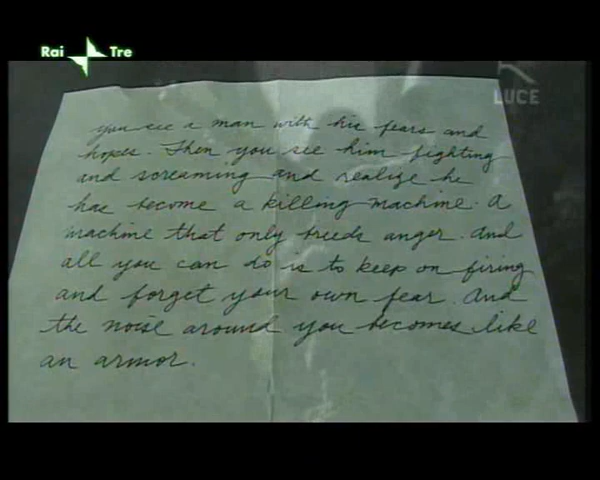 Rai Tre
LUCE
you see a man with his fears and
hopes. Then you see him fighting
and screaming and realize he
has become a killing machine. A
machine that only breeds anger. And
all you can do is to keep on firing
and forget your own fear. And
the noise around you becomes like
an armor.